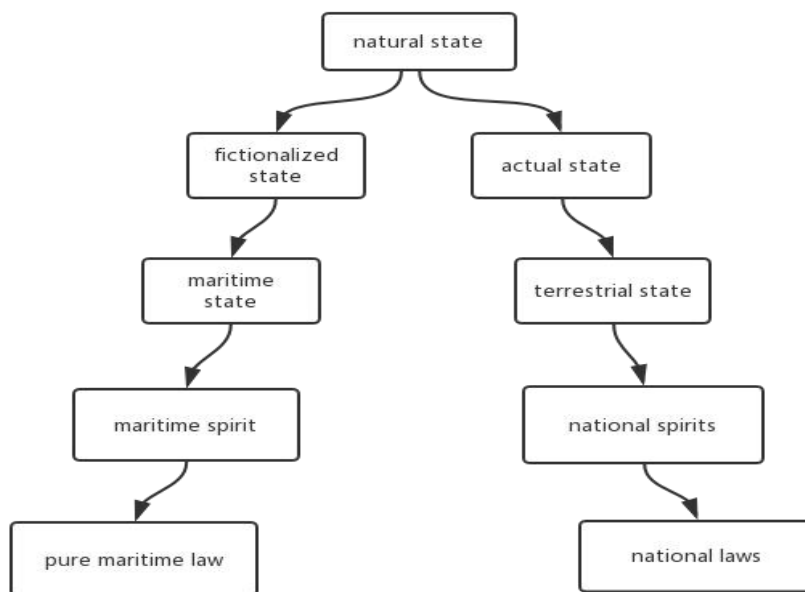 natural state
fictionalized
state
actual state
maritime
state
terrestrial state
maritime spirit
national spirits
pure maritime law
national laws